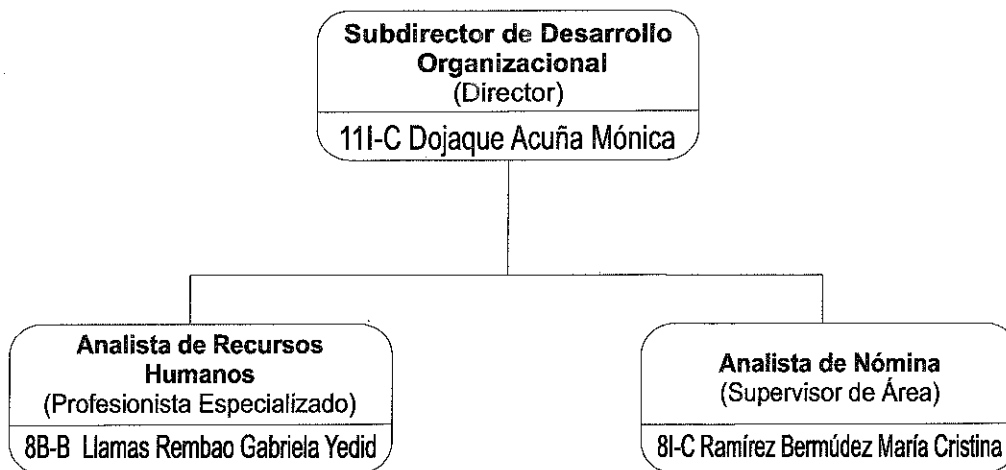 Subdirector de Desarrollo
Organizacional
(Director)
11I-C Dojaque Acuña Mónica
Analista de Recursos
Humanos
(Profesionista Especializado)
8B-B Llamas Rembao Gabriela Yedid
Analista de Nómina
(Supervisor de Área)
8I-C Ramírez Bermúdez María Cristina